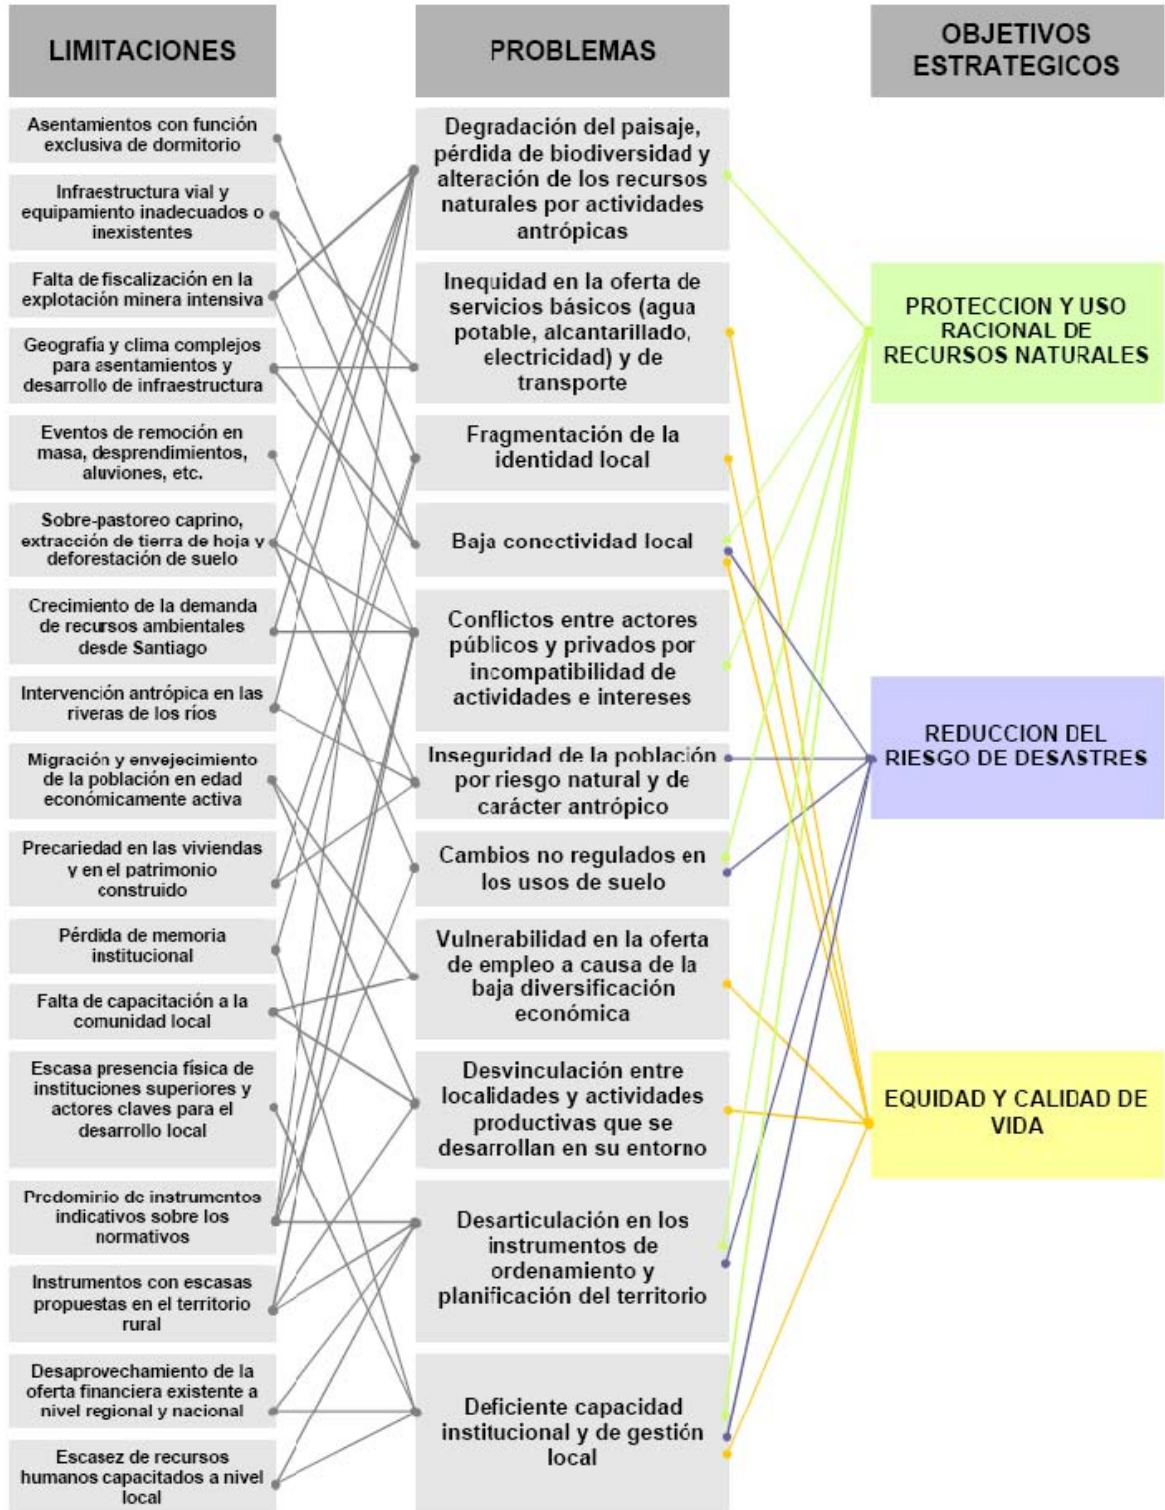 LIMITACIONES
Asentamientos con función
exclusiva de dormitorio
Infraestructura vial y
equipamiento inadecuados o
inexistentes
Falta de fiscalización en la
explotación minera intensiva
Geografía y clima complejos
para asentamientos y
desarrollo de infraestructura
Eventos de remoción en
masa, desprendimientos,
aluviones, etc.
Sobre-pastoreo caprino,
extracción de tierra de hoja y
deforestación de suelo
Crecimiento de la demanda
de recursos ambientales
desde Santiago
Intervención antrópica en las
riveras de los ríos
Migración y envejecimiento
de la población en edad
económicamente activa
Precariedad en las viviendas
y en el patrimonio
construido
Pérdida de memoria
institucional
Falta de capacitación a la
comunidad local
Escasa presencia física de
instituciones superiores y
actores claves para el
desarrollo local
Predominio de instrumentos
indicativos sobre los
normativos
Instrumentos con escasas
propuestas en el territorio
rural
Desaprovechamiento de la
oferta financiera existente a
nivel regional y nacional
Escasez de recursos
humanos capacitados a nivel
local
PROBLEMAS
Degradación del paisaje,
pérdida de biodiversidad y
alteración de los recursos
naturales por actividades
antrópicas
Inequidad en la oferta de
servicios básicos (agua
potable, alcantarillado,
electricidad) y de
transporte
Fragmentación de la
identidad local
Baja conectividad local
Conflictos entre actores
públicos y privados por
incompatibilidad de
actividades e intereses
Inseguridad de la población
por riesgo natural y de
carácter antrópico
Cambios no regulados en
los usos de suelo
Vulnerabilidad en la oferta
de empleo a causa de la
baja diversificación
económica
Desvinculación entre
localidades y actividades
productivas que se
desarrollan en su entorno
Desarticulación en los
instrumentos de
ordenamiento y
planificación del territorio
Deficiente capacidad
institucional y de gestión
local
OBJETIVOS
ESTRATEGICOS
PROTECCION Y USO
RACIONAL DE
RECURSOS NATURALES
REDUCCION DEL
RIESGO DE DESASTRES
EQUIDAD Y CALIDAD DE
VIDA